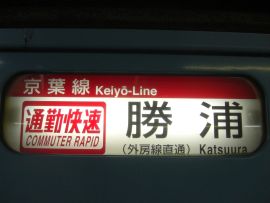 京葉線 Keiyō-Line
通勤快速 勝浦
COMMUTER RAPID （外房線直通） Katsuura